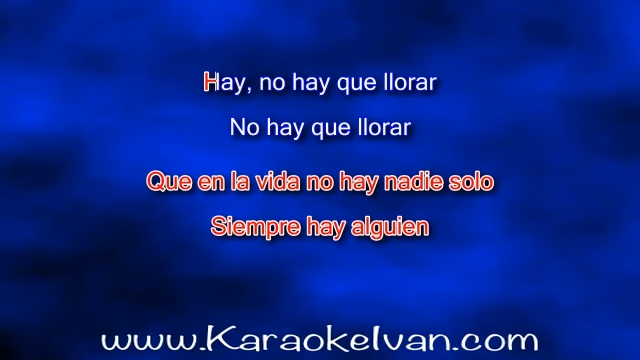 Hay, no hay que llorar
No hay que llorar
Que en la vida no hay nadie solo
Siempre hay alguien
www.KaraokeIvan.com